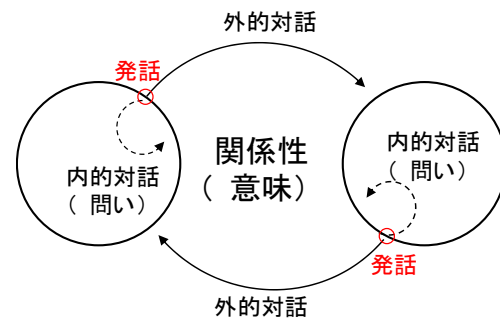 外的対話
発話
関係性
( 意味)
内的対話
( 問い)
内的対話
( 問い)
発話
外的対話